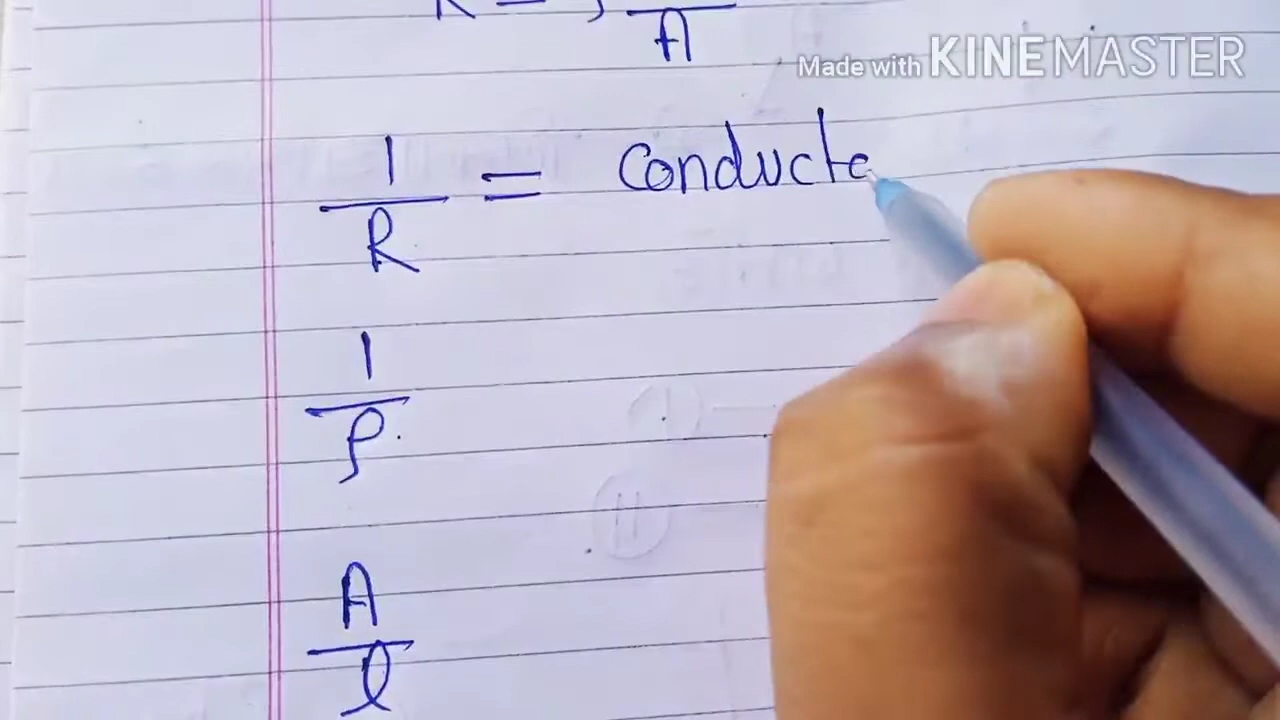 R = ρ — A
Made with KINEMASTER
1/R = Conducte
1/ρ
A/l